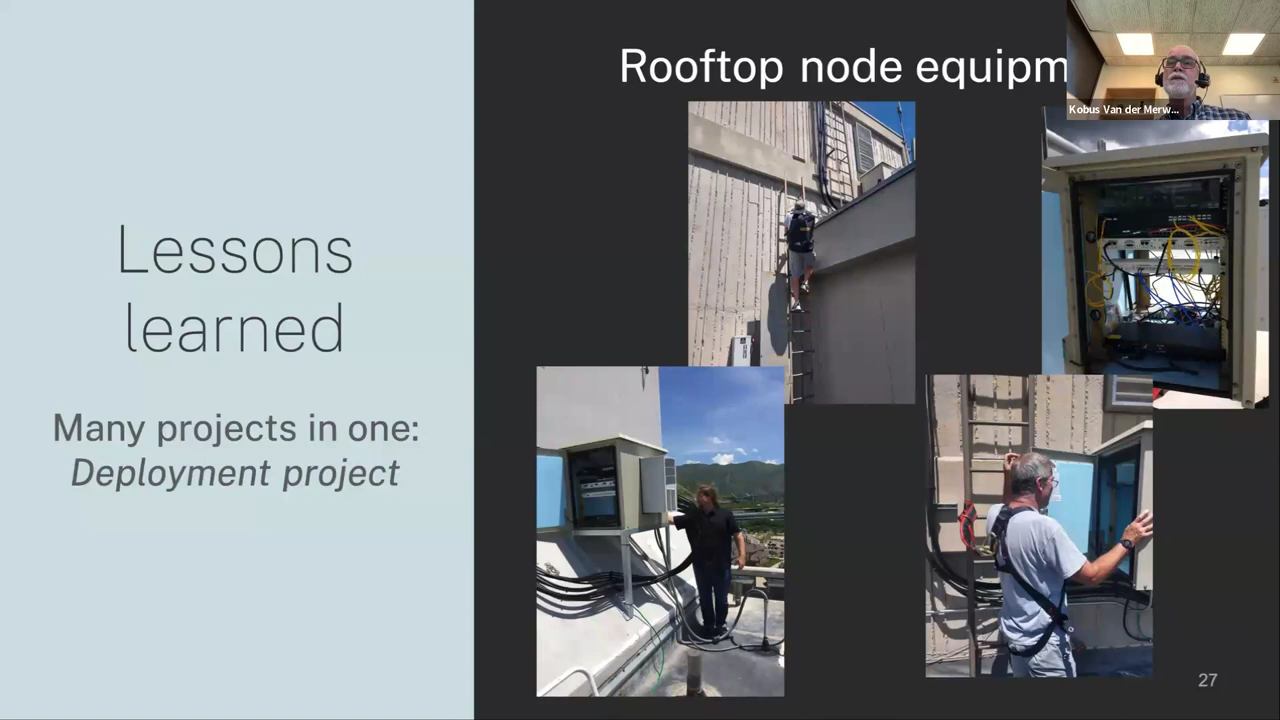 Lessons
learned
Many projects in one:
Deployment project
Rooftop node equipm
Kobus Van der Merw...
27